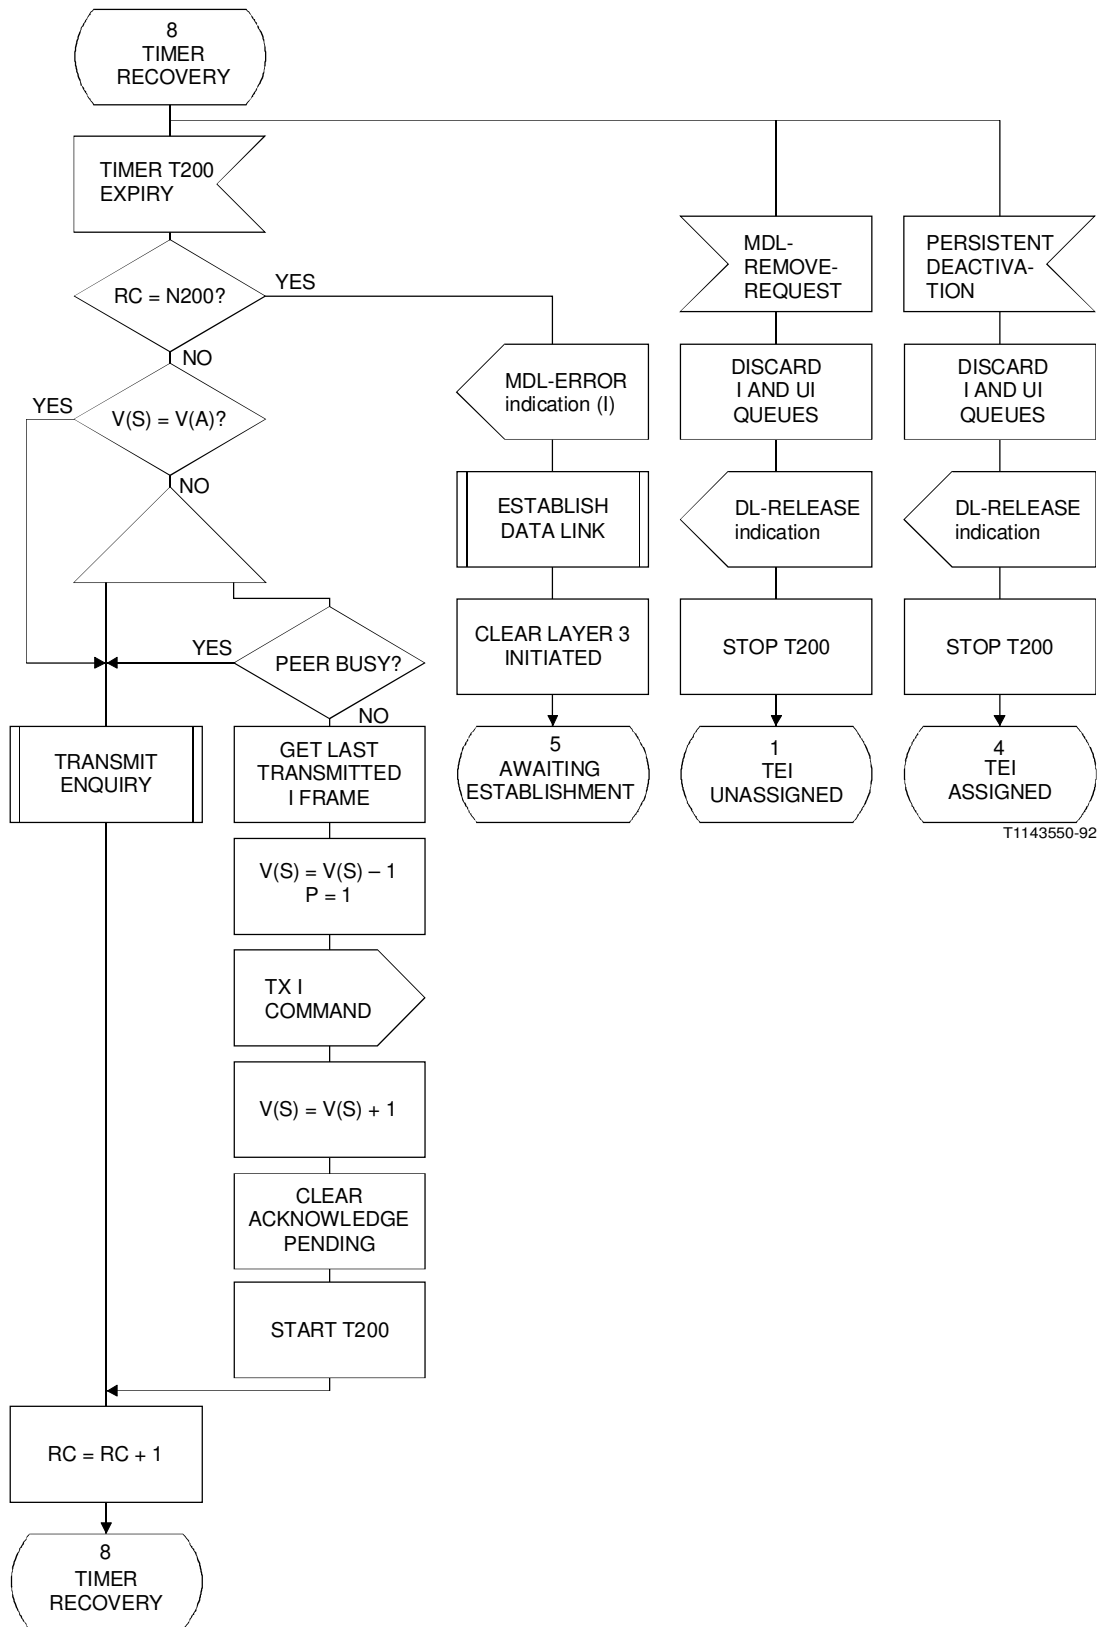 8
TIMER
RECOVERY
TIMER T200
EXPIRY
RC = N200?
YES
NO
V(S) = V(A)?
YES
NO
PEER BUSY?
YES
NO
TRANSMIT
ENQUIRY
GET LAST
TRANSMITTED
I FRAME
V(S) = V(S) – 1
P = 1
TX I
COMMAND
V(S) = V(S) + 1
CLEAR
ACKNOWLEDGE
PENDING
START T200
RC = RC + 1
8
TIMER
RECOVERY
MDL-ERROR
indication (I)
ESTABLISH
DATA LINK
CLEAR LAYER 3
INITIATED
5
AWAITING
ESTABLISHMENT
MDL-
REMOVE-
REQUEST
DISCARD
I AND UI
QUEUES
DL-RELEASE
indication
STOP T200
1
TEI
UNASSIGNED
PERSISTENT
DEACTIVA-
TION
DISCARD
I AND UI
QUEUES
DL-RELEASE
indication
STOP T200
4
TEI
ASSIGNED
T1143550-92